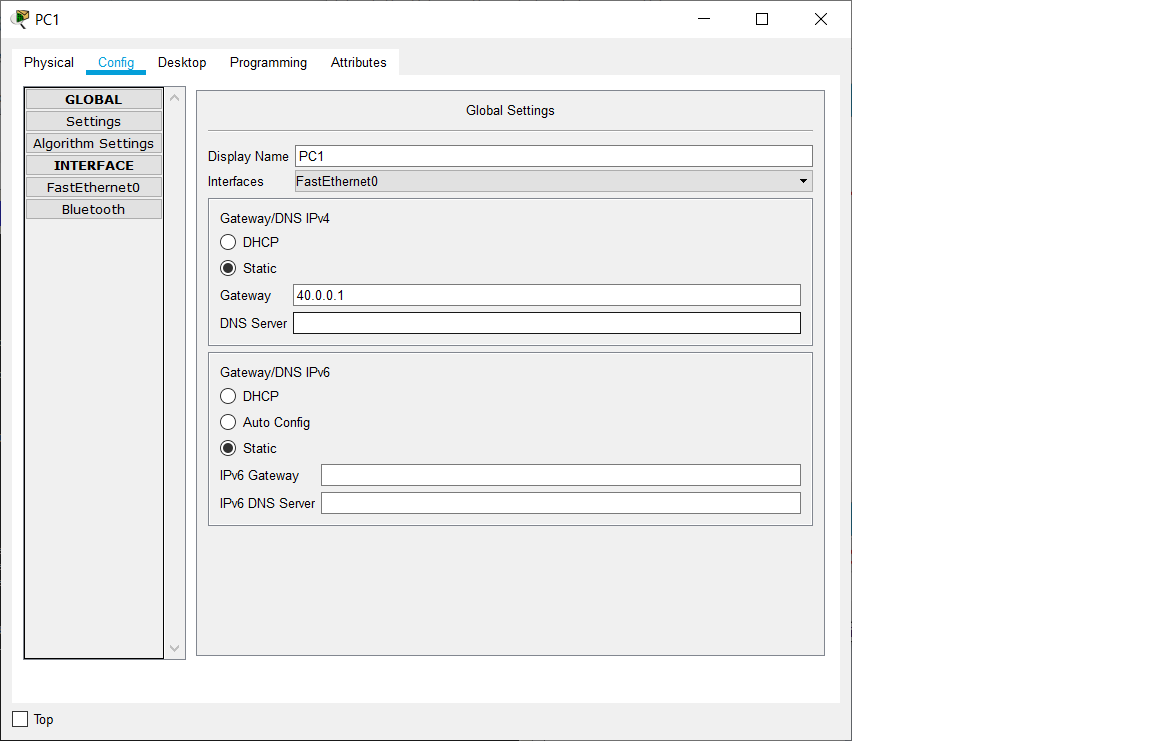 PC1
Physical Config Desktop Programming Attributes
GLOBAL
Settings
Algorithm Settings
INTERFACE
FastEthernet0
Bluetooth
Global Settings
Display Name PC1
Interfaces FastEthernet0
Gateway/DNS IPv4
DHCP
Static
Gateway 40.0.0.1
DNS Server
Gateway/DNS IPv6
DHCP
Auto Config
Static
IPv6 Gateway
IPv6 DNS Server
Top